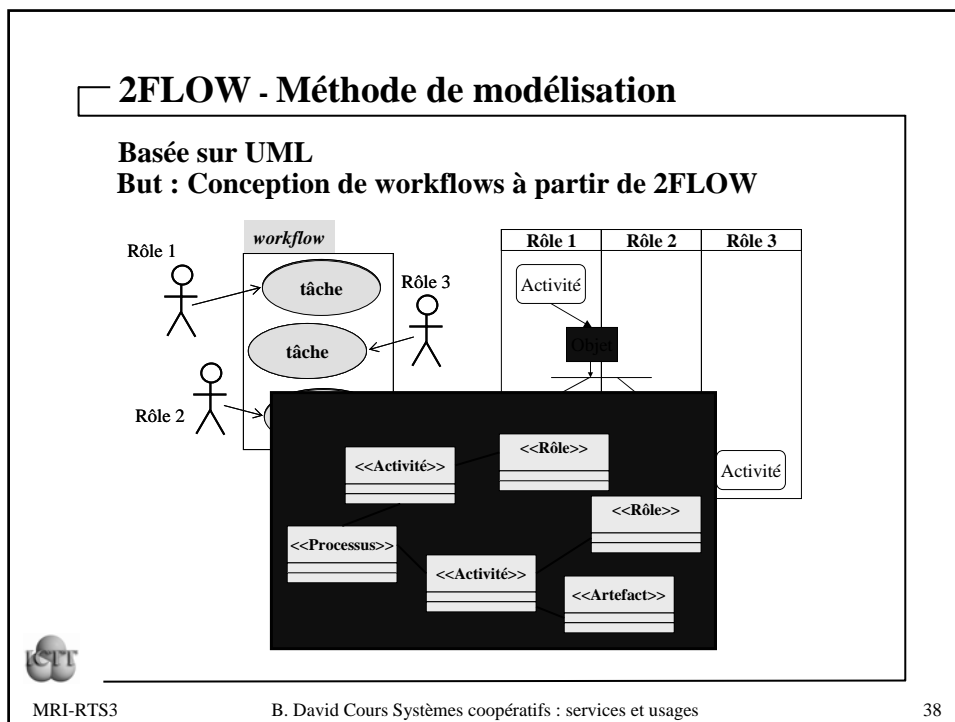 2FLOW - Méthode de modélisation
Basée sur UML
But : Conception de workflows à partir de 2FLOW
workflow
Rôle 1
tâche
Rôle 3
tâche
Rôle 2
Rôle 1 Rôle 2 Rôle 3
Activité
Objet
Activité
<<Activité>>
<<Rôle>>
<<Rôle>>
<<Processus>>
<<Activité>>
<<Artefact>>
ICTT
MRI-RTS3 B. David Cours Systèmes coopératifs : services et usages 38